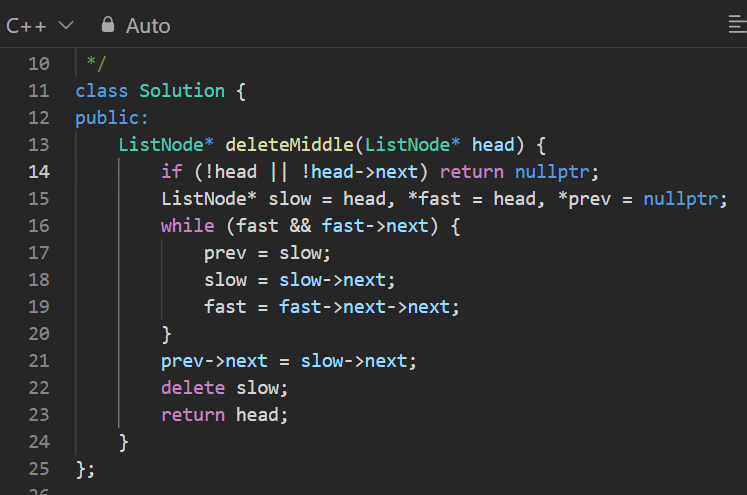 C++ Auto
10 */
11 class Solution {
12 public:
13     ListNode* deleteMiddle(ListNode* head) {
14         if (!head || !head->next) return nullptr;
15         ListNode* slow = head, *fast = head, *prev = nullptr;
16         while (fast && fast->next) {
17             prev = slow;
18             slow = slow->next;
19             fast = fast->next->next;
20         }
21         prev->next = slow->next;
22         delete slow;
23         return head;
24     }
25 };